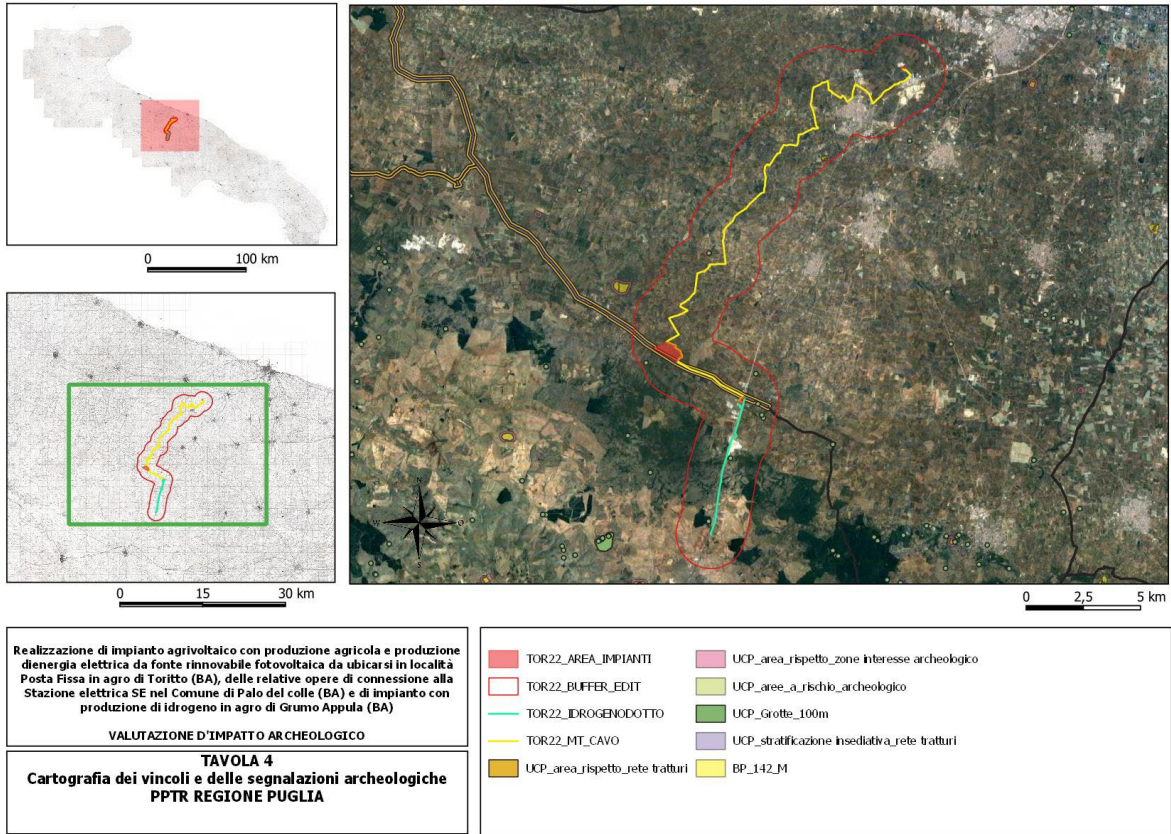 0 100 km
0 15 30 km
N
S
0 2,5 5 km
Realizzazione di impianto agrivoltaico con produzione agricola e produzione
dienergia elettrica da fonte rinnovabile fotovoltaica da ubicarsi in località
Posta Fissa in agro di Toritto (BA), delle relative opere di connessione alla
Stazione elettrica SE nel Comune di Palo del colle (BA) e di impianto con
produzione di idrogeno in agro di Grumo Appula (BA)
VALUTAZIONE D'IMPATTO ARCHEOLOGICO
TAVOLA 4
Cartografia dei vincoli e delle segnalazioni archeologiche
PPTR REGIONE PUGLIA
TOR22_AREA_IMPIANTI
TOR22_BUFFER_EDIT
TOR22_IDROGENODOTTO
TOR22_MT_CAVO
UCP_area_rispetto_rete tratturi
UCP_area_rispetto_zone interesse archeologico
UCP_aree_a_rischio_archeologico
UCP_Grotte_100m
UCP_stratificazione insediativa_rete tratturi
BP_142_M